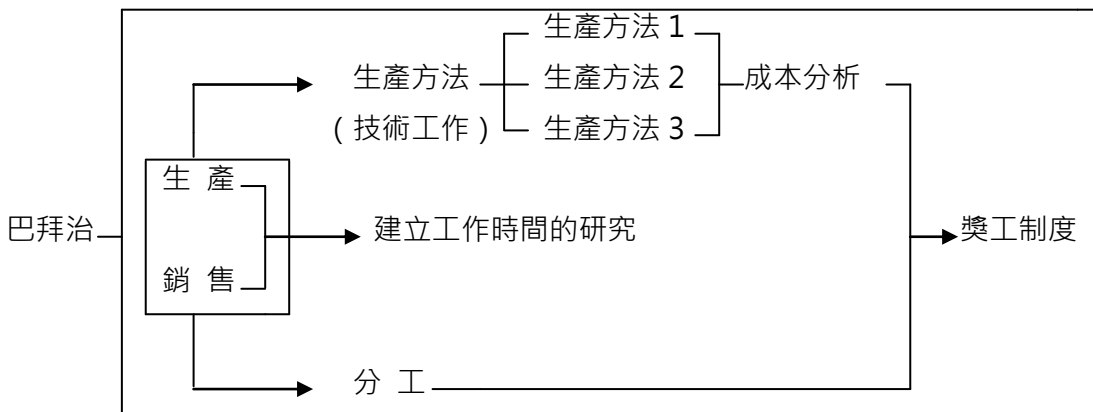 生產方法 1
生產方法 生產方法 2 成本分析
( 技術工作 ) 生產方法 3
生 產
巴拜治 建立工作時間的研究 獎工制度
銷 售
分 工